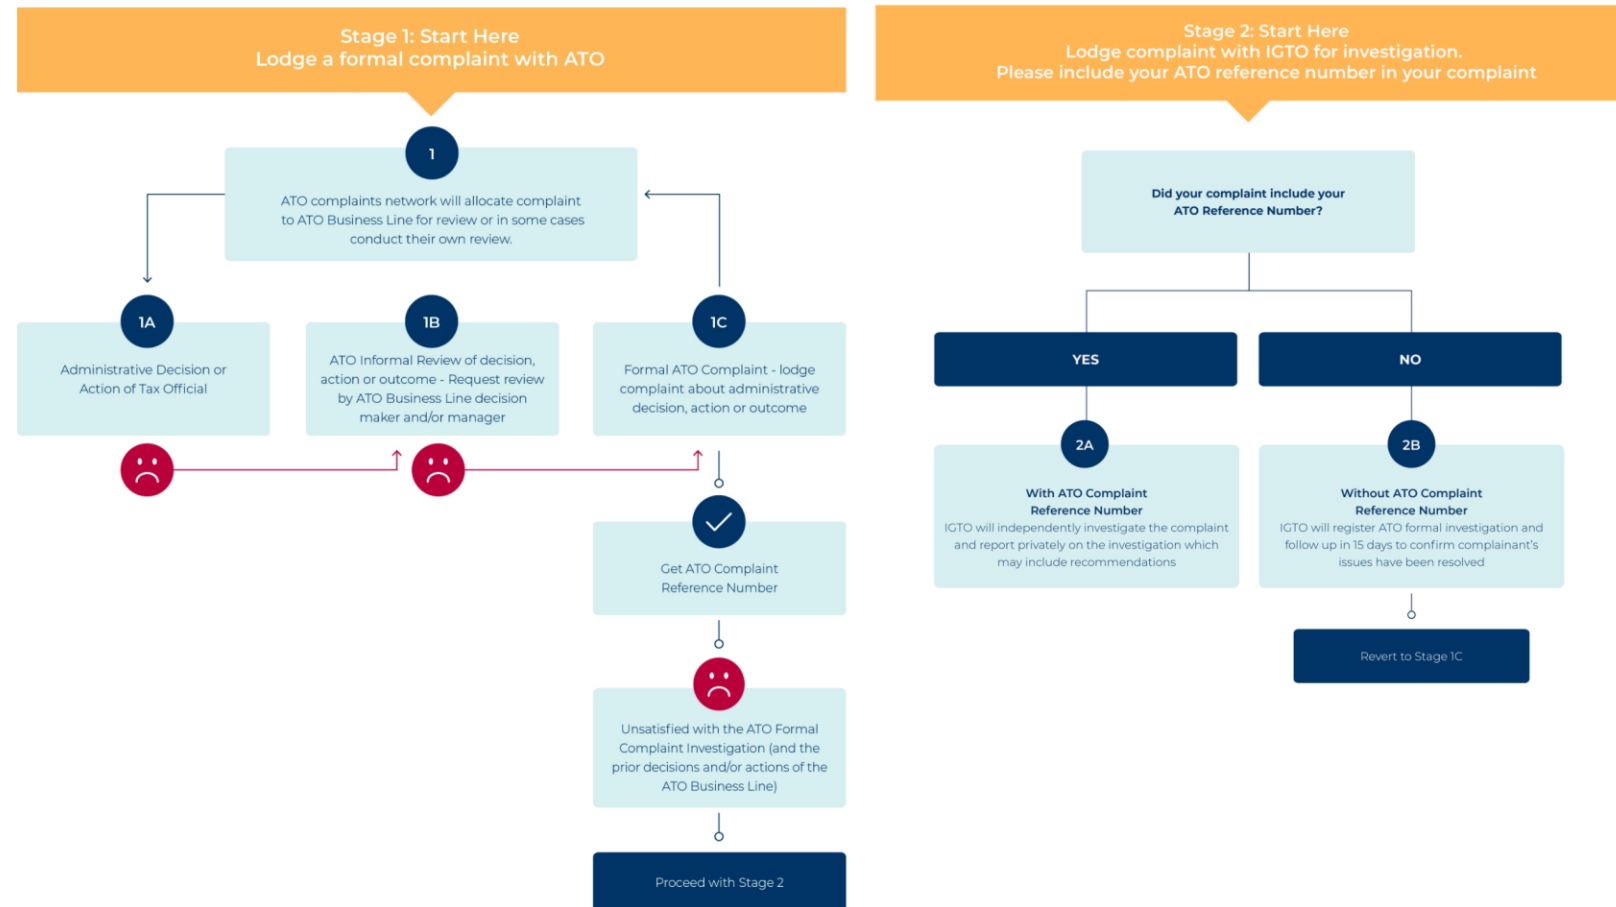 Stage 1: Start Here
Lodge a formal complaint with ATO
1
ATO complaints network will allocate complaint
to ATO Business Line for review or in some cases
conduct their own review.
1A
Administrative Decision or
Action of Tax Official
1B
ATO Informal Review of decision,
action or outcome - Request review
by ATO Business Line decision
maker and/or manager
1C
Formal ATO Complaint - lodge
complaint about administrative
decision, action or outcome
Get ATO Complaint
Reference Number
Unsatisfied with the ATO Formal
Complaint Investigation (and the
prior decisions and/or actions of the
ATO Business Line)
Proceed with Stage 2
Stage 2: Start Here
Lodge complaint with IGTO for investigation.
Please include your ATO reference number in your complaint
Did your complaint include your
ATO Reference Number?
YES
NO
2A
With ATO Complaint
Reference Number
IGTO will independently investigate the complaint
and report privately on the investigation which
may include recommendations
2B
Without ATO Complaint
Reference Number
IGTO will register ATO formal investigation and
follow up in 15 days to confirm complainant's
issues have been resolved
Revert to Stage 1C